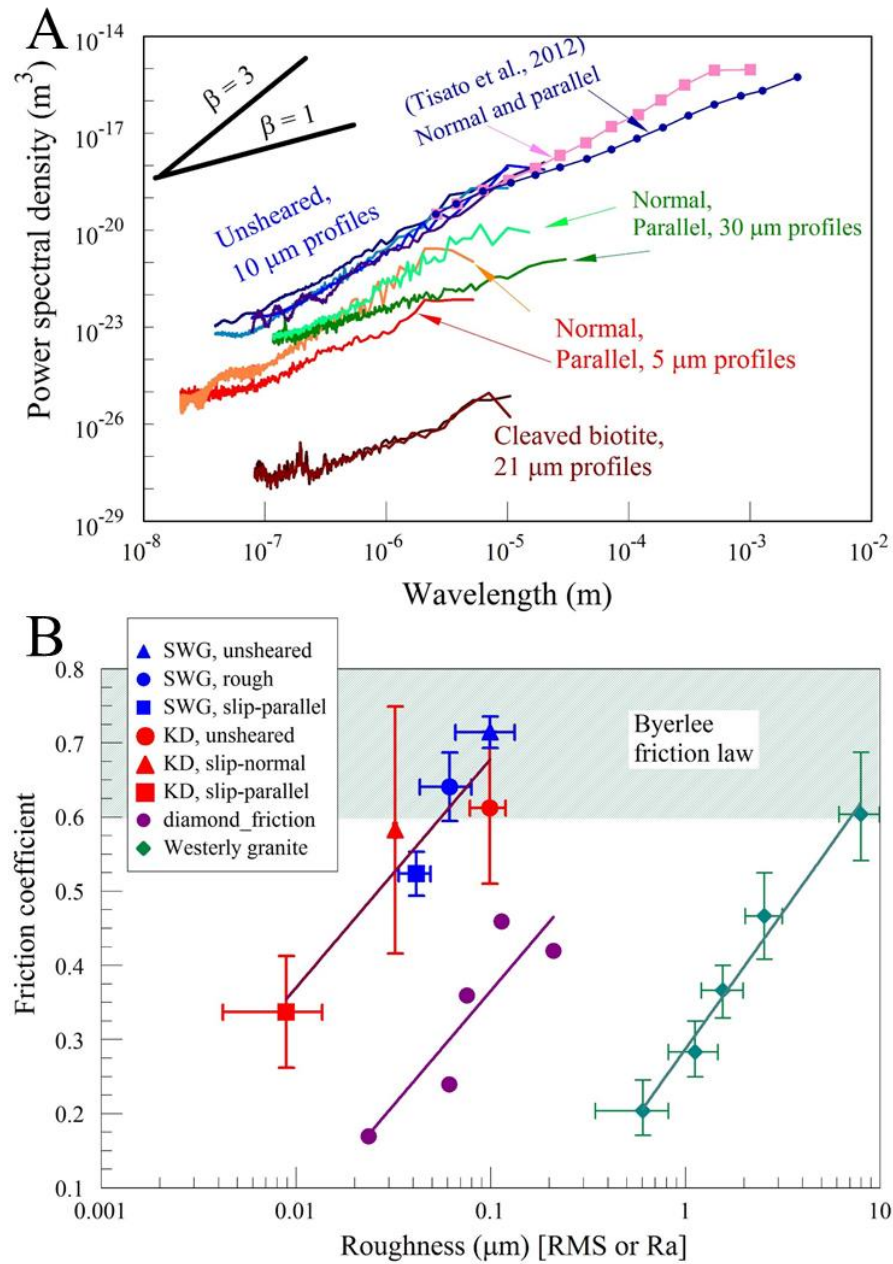 A
10⁻¹⁴
10⁻¹⁷
10⁻²⁰
10⁻²³
10⁻²⁶
10⁻²⁹
Power spectral density (m³)
β = 3
β = 1
(Tisato et al., 2012)
Normal and parallel
Unsheared,
10 μm profiles
Normal,
Parallel, 30 μm profiles
Normal,
Parallel, 5 μm profiles
Cleaved biotite,
21 μm profiles
10⁻⁸ 10⁻⁷ 10⁻⁶ 10⁻⁵ 10⁻⁴ 10⁻³ 10⁻²
Wavelength (m)
B
SWG, unsheared
SWG, rough
SWG, slip-parallel
KD, unsheared
KD, slip-normal
KD, slip-parallel
diamond_friction
Westerly granite
Byerlee
friction law
0.8
0.7
0.6
0.5
0.4
0.3
0.2
0.1
Friction coefficient
0.001 0.01 0.1 1 10
Roughness (μm) [RMS or Ra]